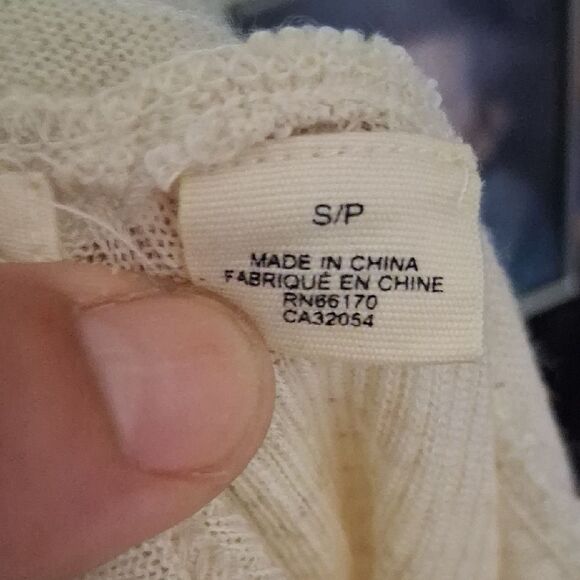 S/P
MADE IN CHINA
FABRIQUÉ EN CHINE
RN66170
CA32054